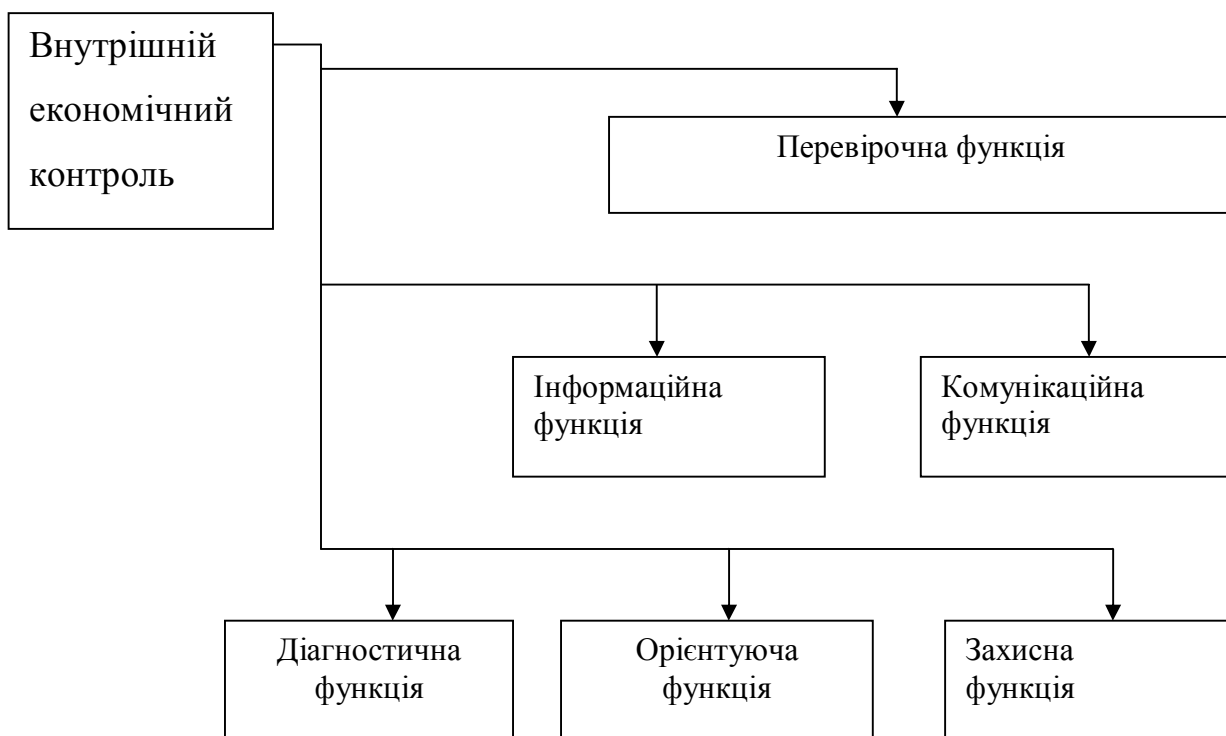 Внутрішній
економічний
контроль
Перевірочна функція
Інформаційна
функція
Комунікаційна
функція
Діагностична
функція
Орієнтуюча
функція
Захисна
функція